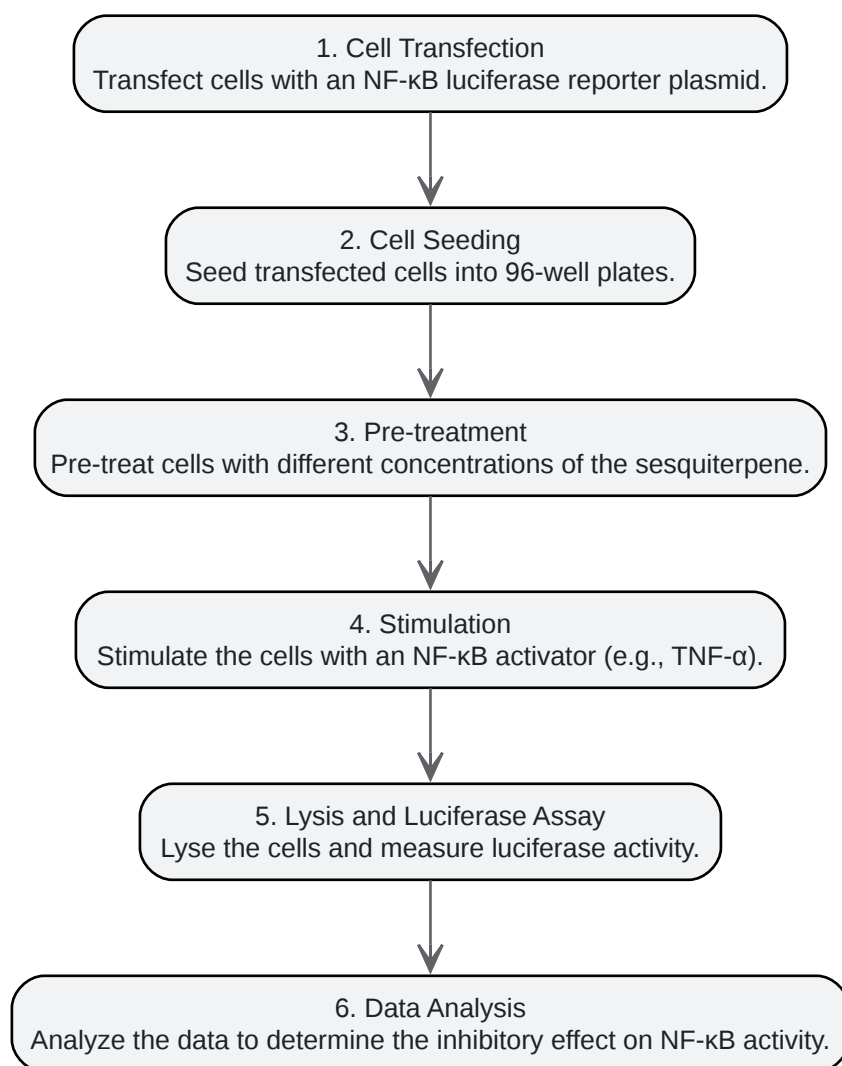 1. Cell Transfection
Transfect cells with an NF-κB luciferase reporter plasmid.
2. Cell Seeding
Seed transfected cells into 96-well plates.
3. Pre-treatment
Pre-treat cells with different concentrations of the sesquiterpene.
4. Stimulation
Stimulate the cells with an NF-κB activator (e.g., TNF-α).
5. Lysis and Luciferase Assay
Lyse the cells and measure luciferase activity.
6. Data Analysis
Analyze the data to determine the inhibitory effect on NF-κB activity.